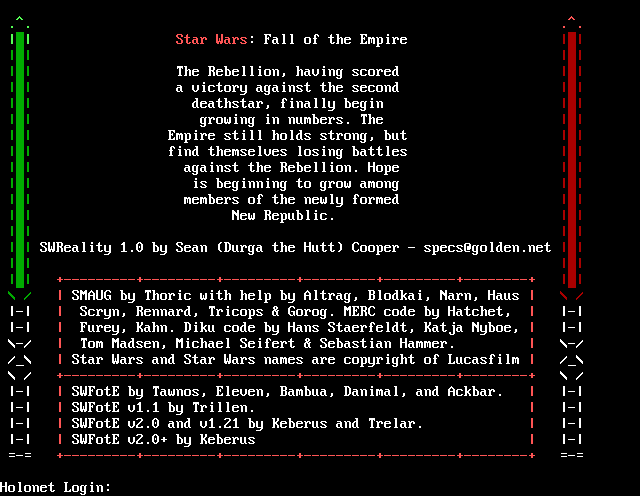 Star Wars: Fall of the Empire
The Rebellion, having scored
a victory against the second
deathstar, finally begin
growing in numbers. The
Empire still holds strong, but
find themselves losing battles
against the Rebellion. Hope
is beginning to grow among
members of the newly formed
New Republic.
SWReality 1.0 by Sean (Durga the Hutt) Cooper - specs@golden.net
SMAUG by Thoric with help by Altrag, Blodkai, Narn, Haus
Scryn, Rennard, Tricops & Gorog. MERC code by Hatchet,
Furey, Kahn. Diku code by Hans Staerfeldt, Katja Nyboe,
Tom Madsen, Michael Seifert & Sebastian Hammer.
Star Wars and Star Wars names are copyright of Lucasfilm
SWFotE by Tawnos, Eleven, Bambua, Danimal, and Ackbar.
SWFotE v1.1 by Trillen.
SWFotE v2.0 and v1.21 by Keberus and Trelar.
SWFotE v2.0+ by Keberus
Holonet Login: